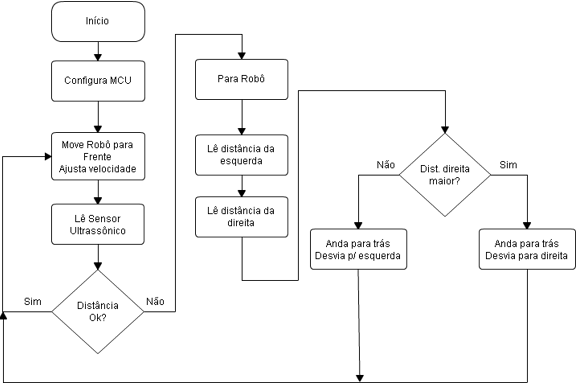 Início
Configura MCU
Move Robô para
Frente
Ajusta velocidade
Lê Sensor
Ultrassônico
Distância
Ok?
Sim
Não
Para Robô
Lê distância da
esquerda
Lê distância da
direita
Dist. direita
maior?
Não
Sim
Anda para trás
Desvia p/ esquerda
Anda para trás
Desvia para direita